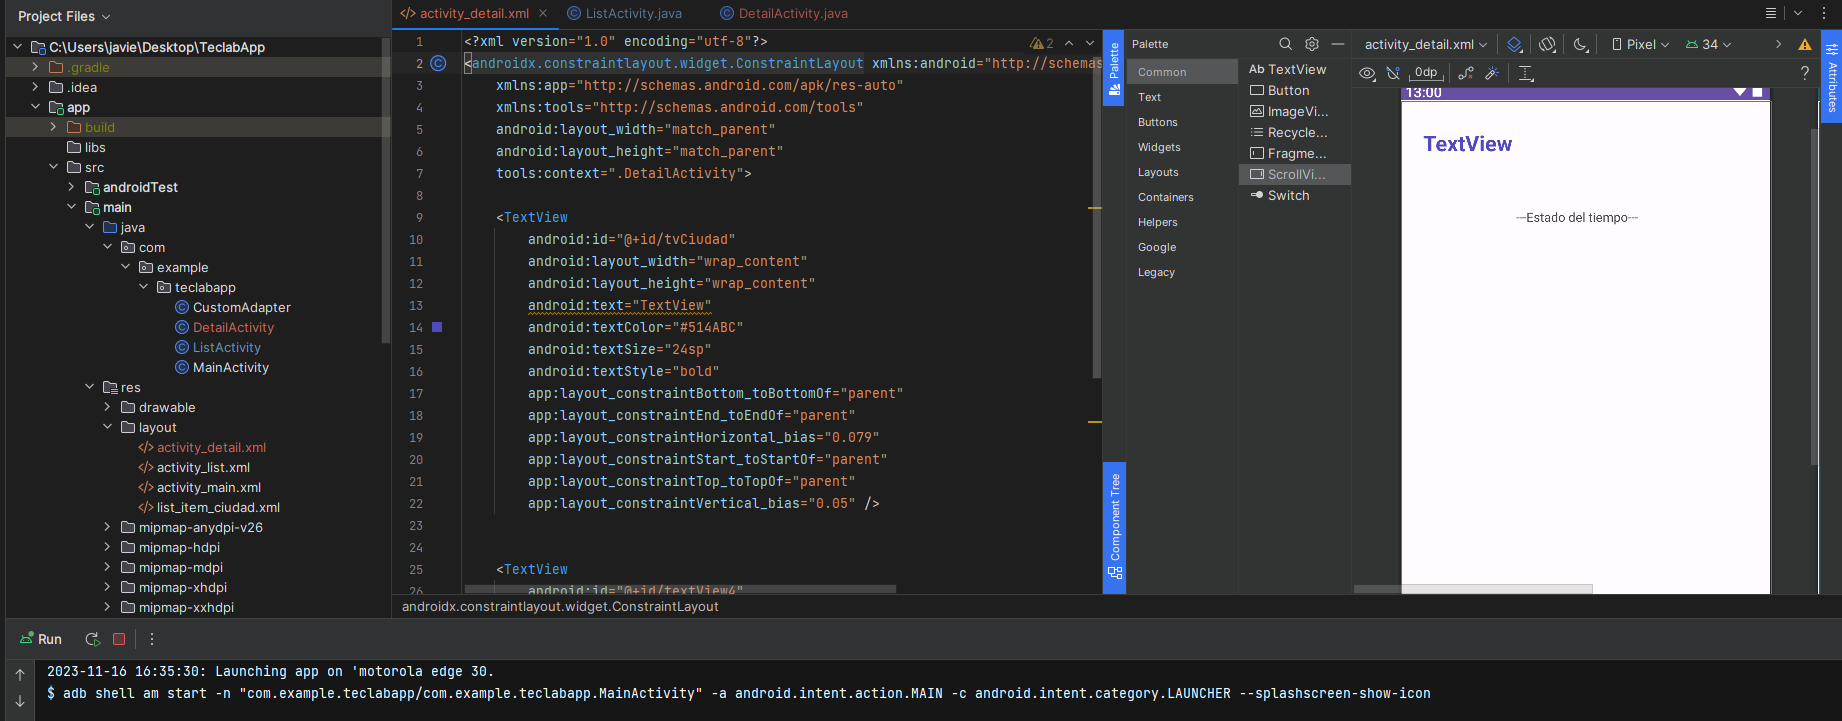 Project Files
C:\Users\javie\Desktop\TeclabApp
.gradle
.idea
app
build
libs
src
androidTest
main
java
com
example
teclabapp
CustomAdapter
DetailActivity
ListActivity
MainActivity
res
drawable
layout
activity_detail.xml
activity_list.xml
activity_main.xml
list_item_ciudad.xml
mipmap-anydpi-v26
mipmap-hdpi
mipmap-mdpi
mipmap-xhdpi
mipmap-xxhdpi
activity_detail.xml ListActivity.java DetailActivity.java
2
1 <?xml version="1.0" encoding="utf-8"?>
2 <androidx.constraintlayout.widget.ConstraintLayout xmlns:android="http://schemas
3 xmlns:app="http://schemas.android.com/apk/res-auto"
4 xmlns:tools="http://schemas.android.com/tools"
5 android:layout_width="match_parent"
6 android:layout_height="match_parent"
7 tools:context=".DetailActivity">
8
9 <TextView
10 android:id="@+id/tvCiudad"
11 android:layout_width="wrap_content"
12 android:layout_height="wrap_content"
13 android:text="TextView"
14 android:textColor="#514ABC"
15 android:textSize="24sp"
16 android:textStyle="bold"
17 app:layout_constraintBottom_toBottomOf="parent"
18 app:layout_constraintEnd_toEndOf="parent"
19 app:layout_constraintHorizontal_bias="0.079"
20 app:layout_constraintStart_toStartOf="parent"
21 app:layout_constraintTop_toTopOf="parent"
22 app:layout_constraintVertical_bias="0.05" />
23
24
25 <TextView
26 android:id="@+id/textView4"
androidx.constraintlayout.widget.ConstraintLayout
Palette
Component Tree
Palette
Common
Text
Buttons
Widgets
Layouts
Containers
Helpers
Google
Legacy
Ab TextView
Button
ImageVi...
Recycle...
Fragme...
ScrollVi...
Switch
activity_detail.xml Pixel 34
0dp ?
Attributes
13:00
TextView
---Estado del tiempo---
Run
2023-11-16 16:35:30: Launching app on 'motorola edge 30.
$ adb shell am start -n "com.example.teclabapp/com.example.teclabapp.MainActivity" -a android.intent.action.MAIN -c android.intent.category.LAUNCHER --splashscreen-show-icon